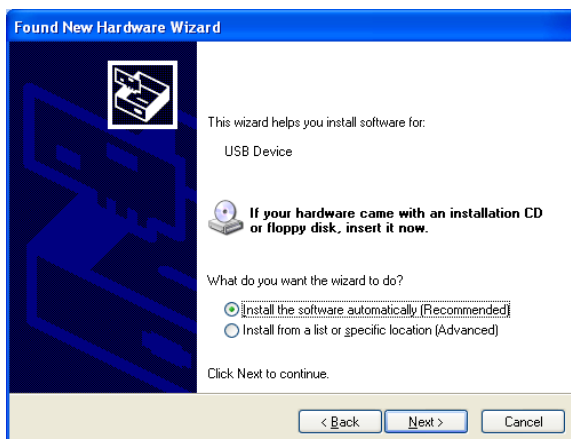 Found New Hardware Wizard
This wizard helps you install software for:
USB Device
If your hardware came with an installation CD
or floppy disk, insert it now.
What do you want the wizard to do?
Install the software automatically (Recommended)
Install from a list or specific location (Advanced)
Click Next to continue.
< Back
Next >
Cancel